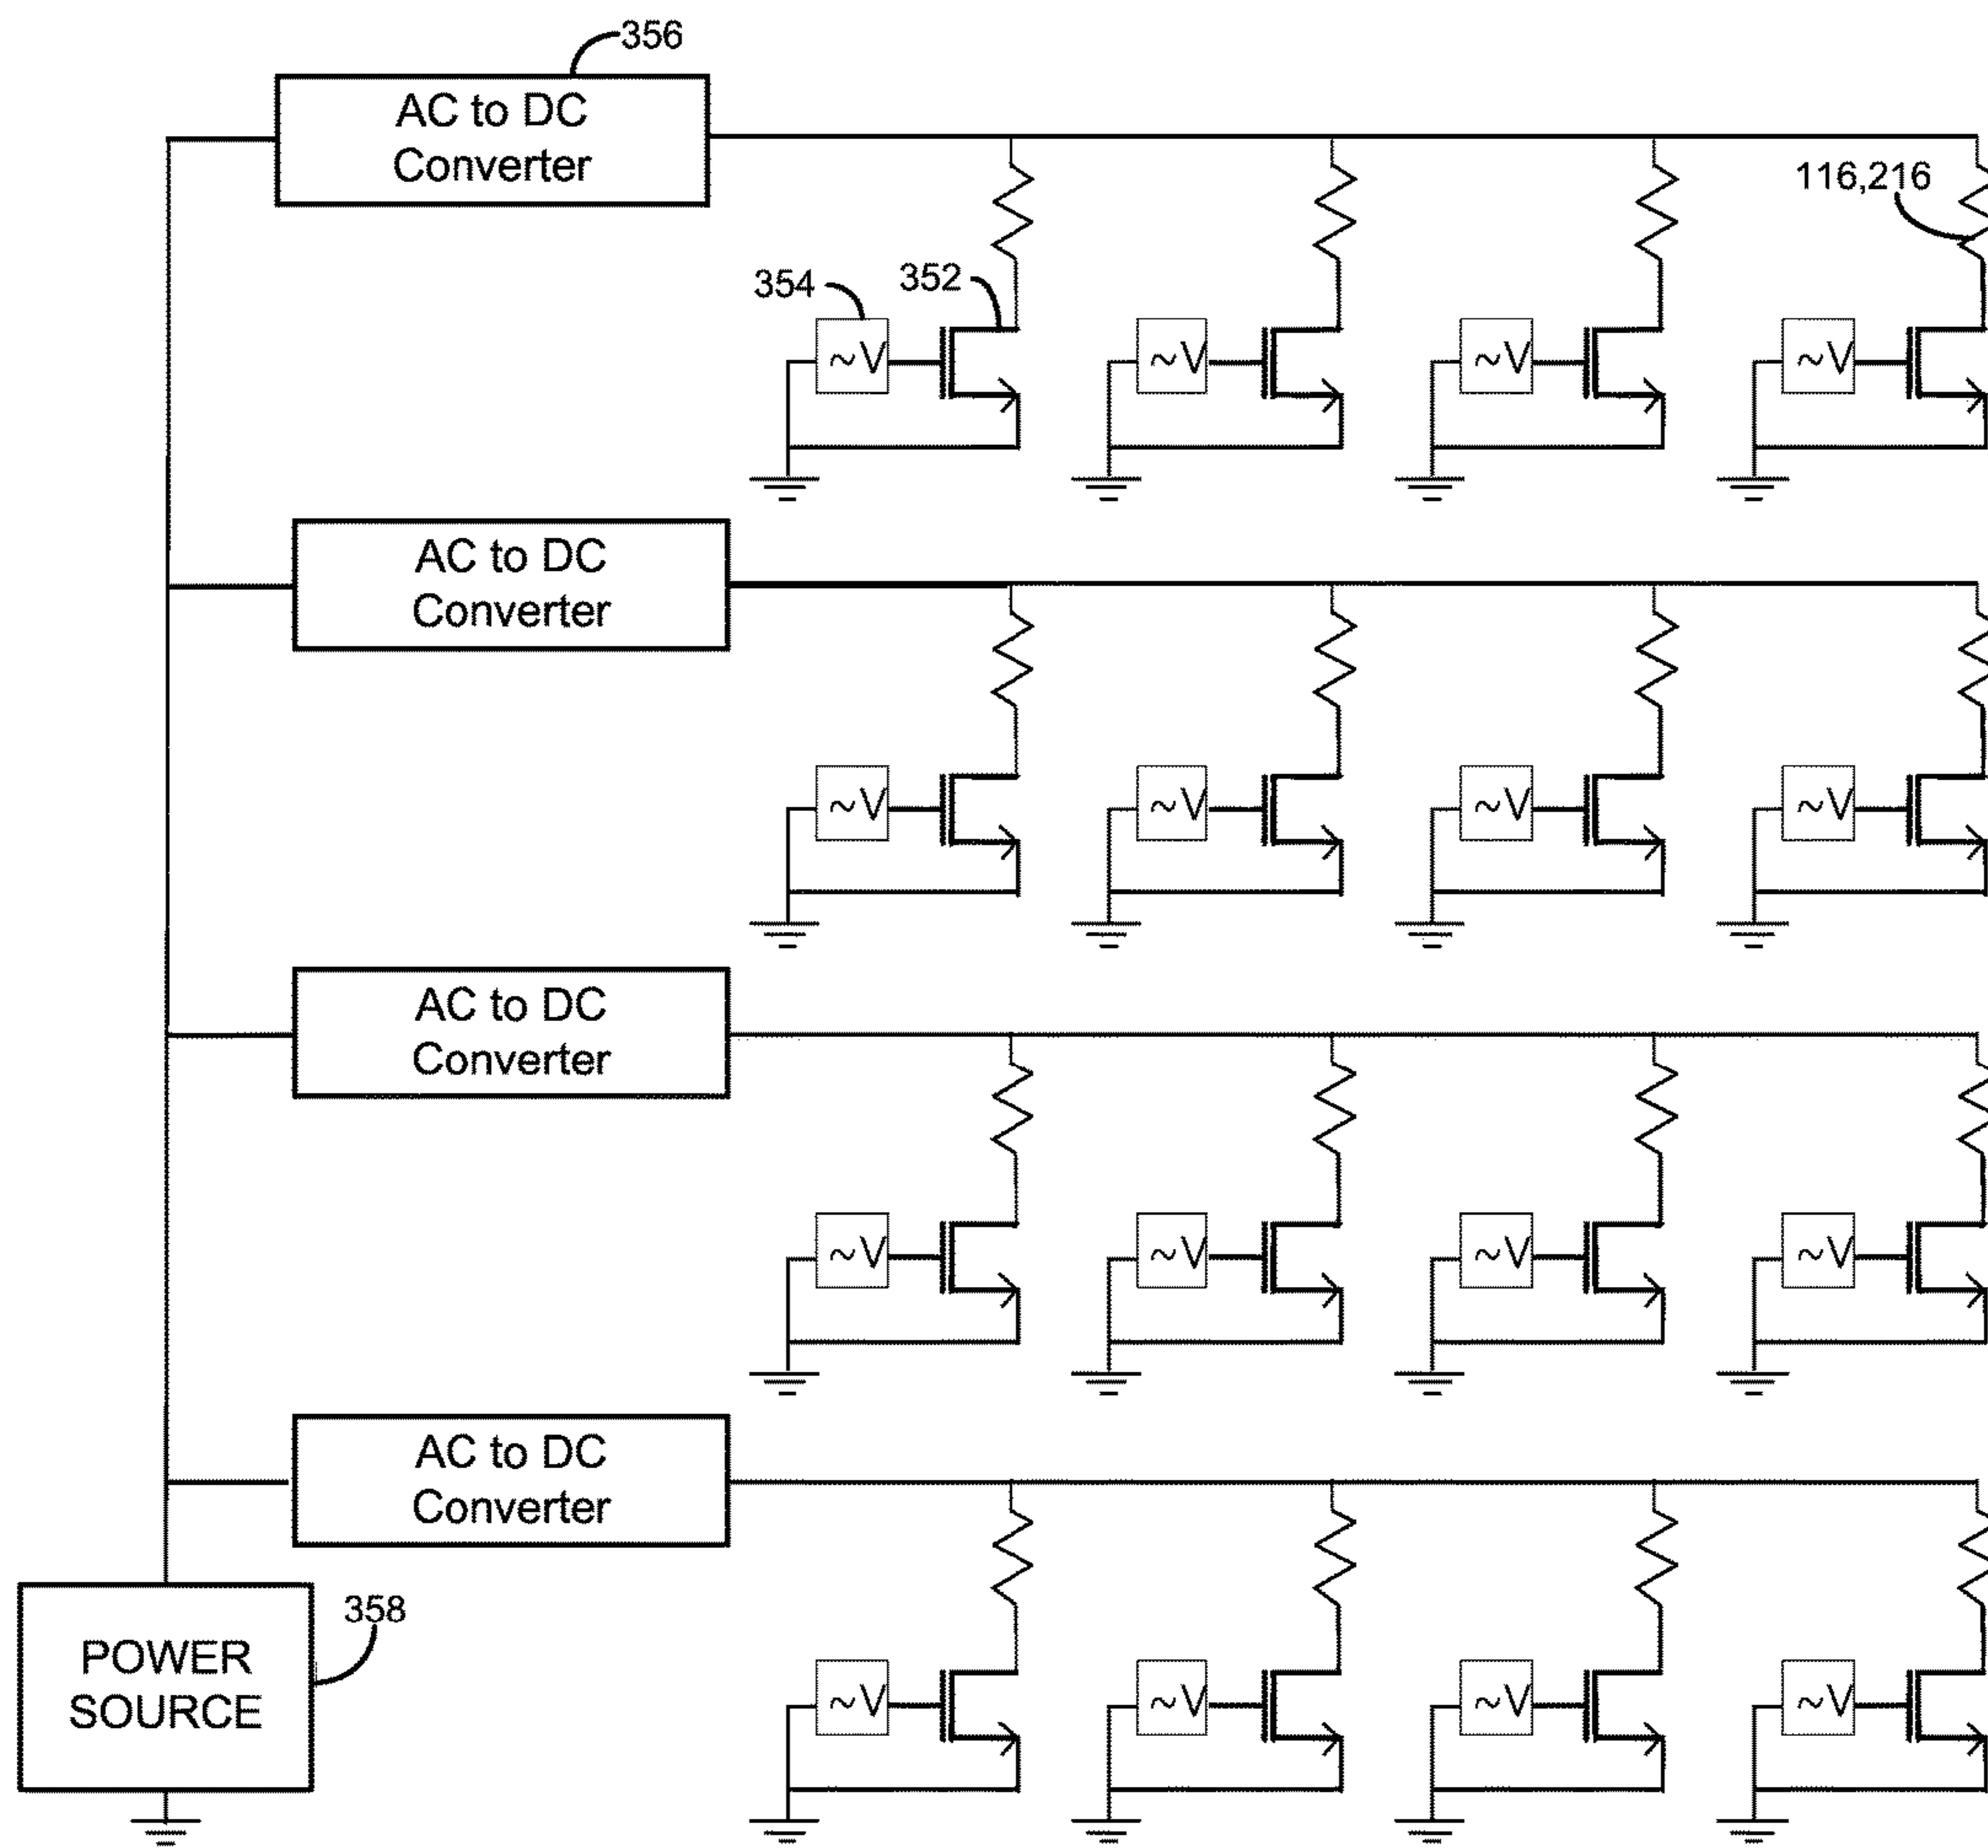 356
AC to DC
Converter
116,216
354
352
~V
~V
~V
~V
AC to DC
Converter
~V
~V
~V
~V
AC to DC
Converter
~V
~V
~V
~V
AC to DC
Converter
358
POWER
SOURCE
~V
~V
~V
~V